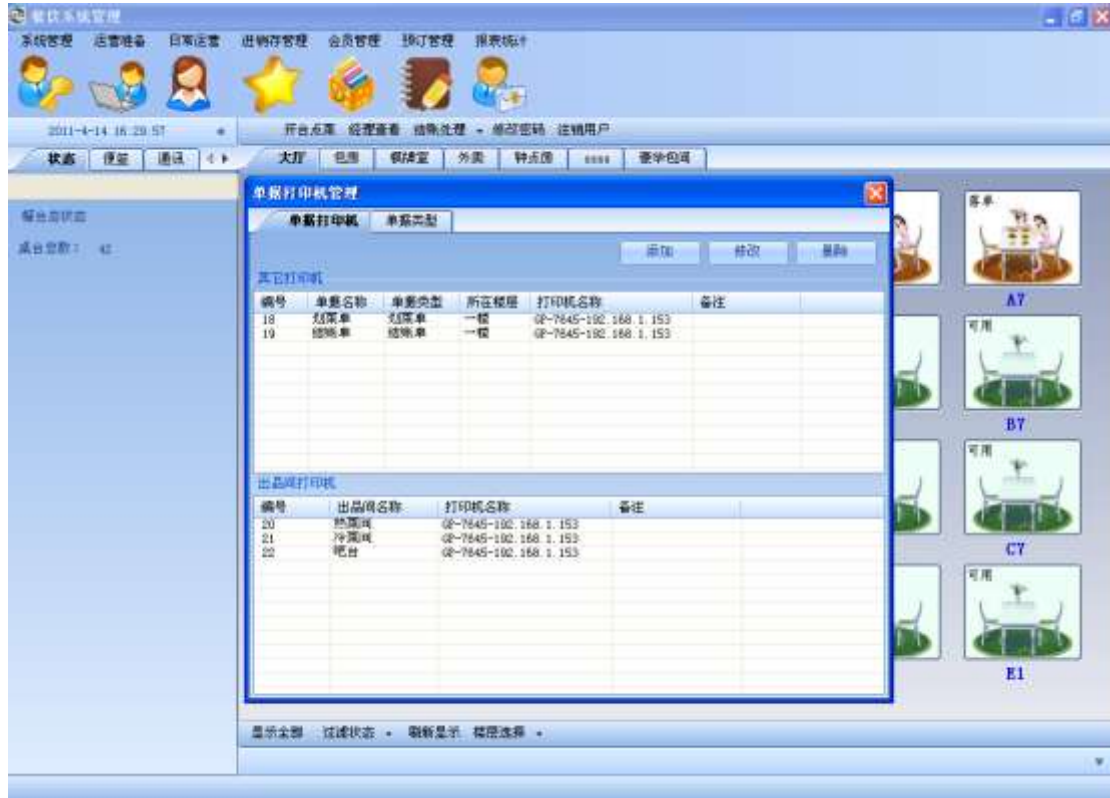 餐饮系统管理
系统管理 运营准备 日常运营 进销存管理 会员管理 预订管理 报表统计
2011-4-14 16:29:57
开台点菜 经理查看 结账处理 修改密码 注销用户
状态 便签 通讯
大厅 包房 棋牌室 外卖 钟点房 ssss 豪华包间
餐台总状态
桌台总数： 42
单据打印机管理
单据打印机 单据类型
添加 修改 删除
其它打印机
编号 单据名称 单据类型 所在楼层 打印机名称 备注
18 划菜单 划菜单 一楼 GP-7645-192.168.1.153
19 结账单 结账单 一楼 GP-7645-192.168.1.153
出品间打印机
编号 出品间名称 打印机名称 备注
20 热菜间 GP-7645-192.168.1.153
21 冷菜间 GP-7645-192.168.1.153
22 吧台 GP-7645-192.168.1.153
客单
A7
可用
B7
可用
C7
可用
E1
显示全部 过滤状态 刷新显示 楼层选择